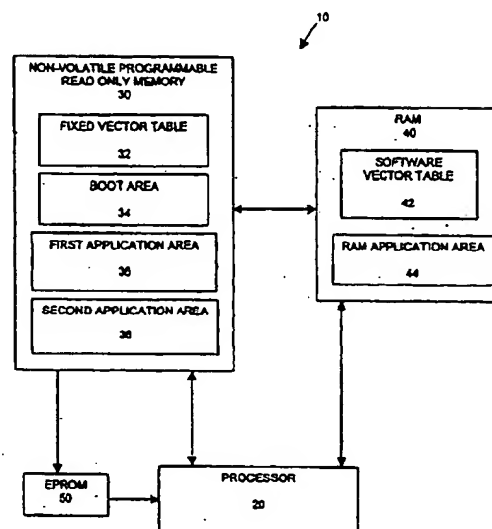 10
NON-VOLATILE PROGRAMMABLE
READ ONLY MEMORY
30
FIXED VECTOR TABLE
32
BOOT AREA
34
FIRST APPLICATION AREA
36
SECOND APPLICATION AREA
38
RAM
40
SOFTWARE
VECTOR TABLE
42
RAM APPLICATION AREA
44
EPROM
50
PROCESSOR
20